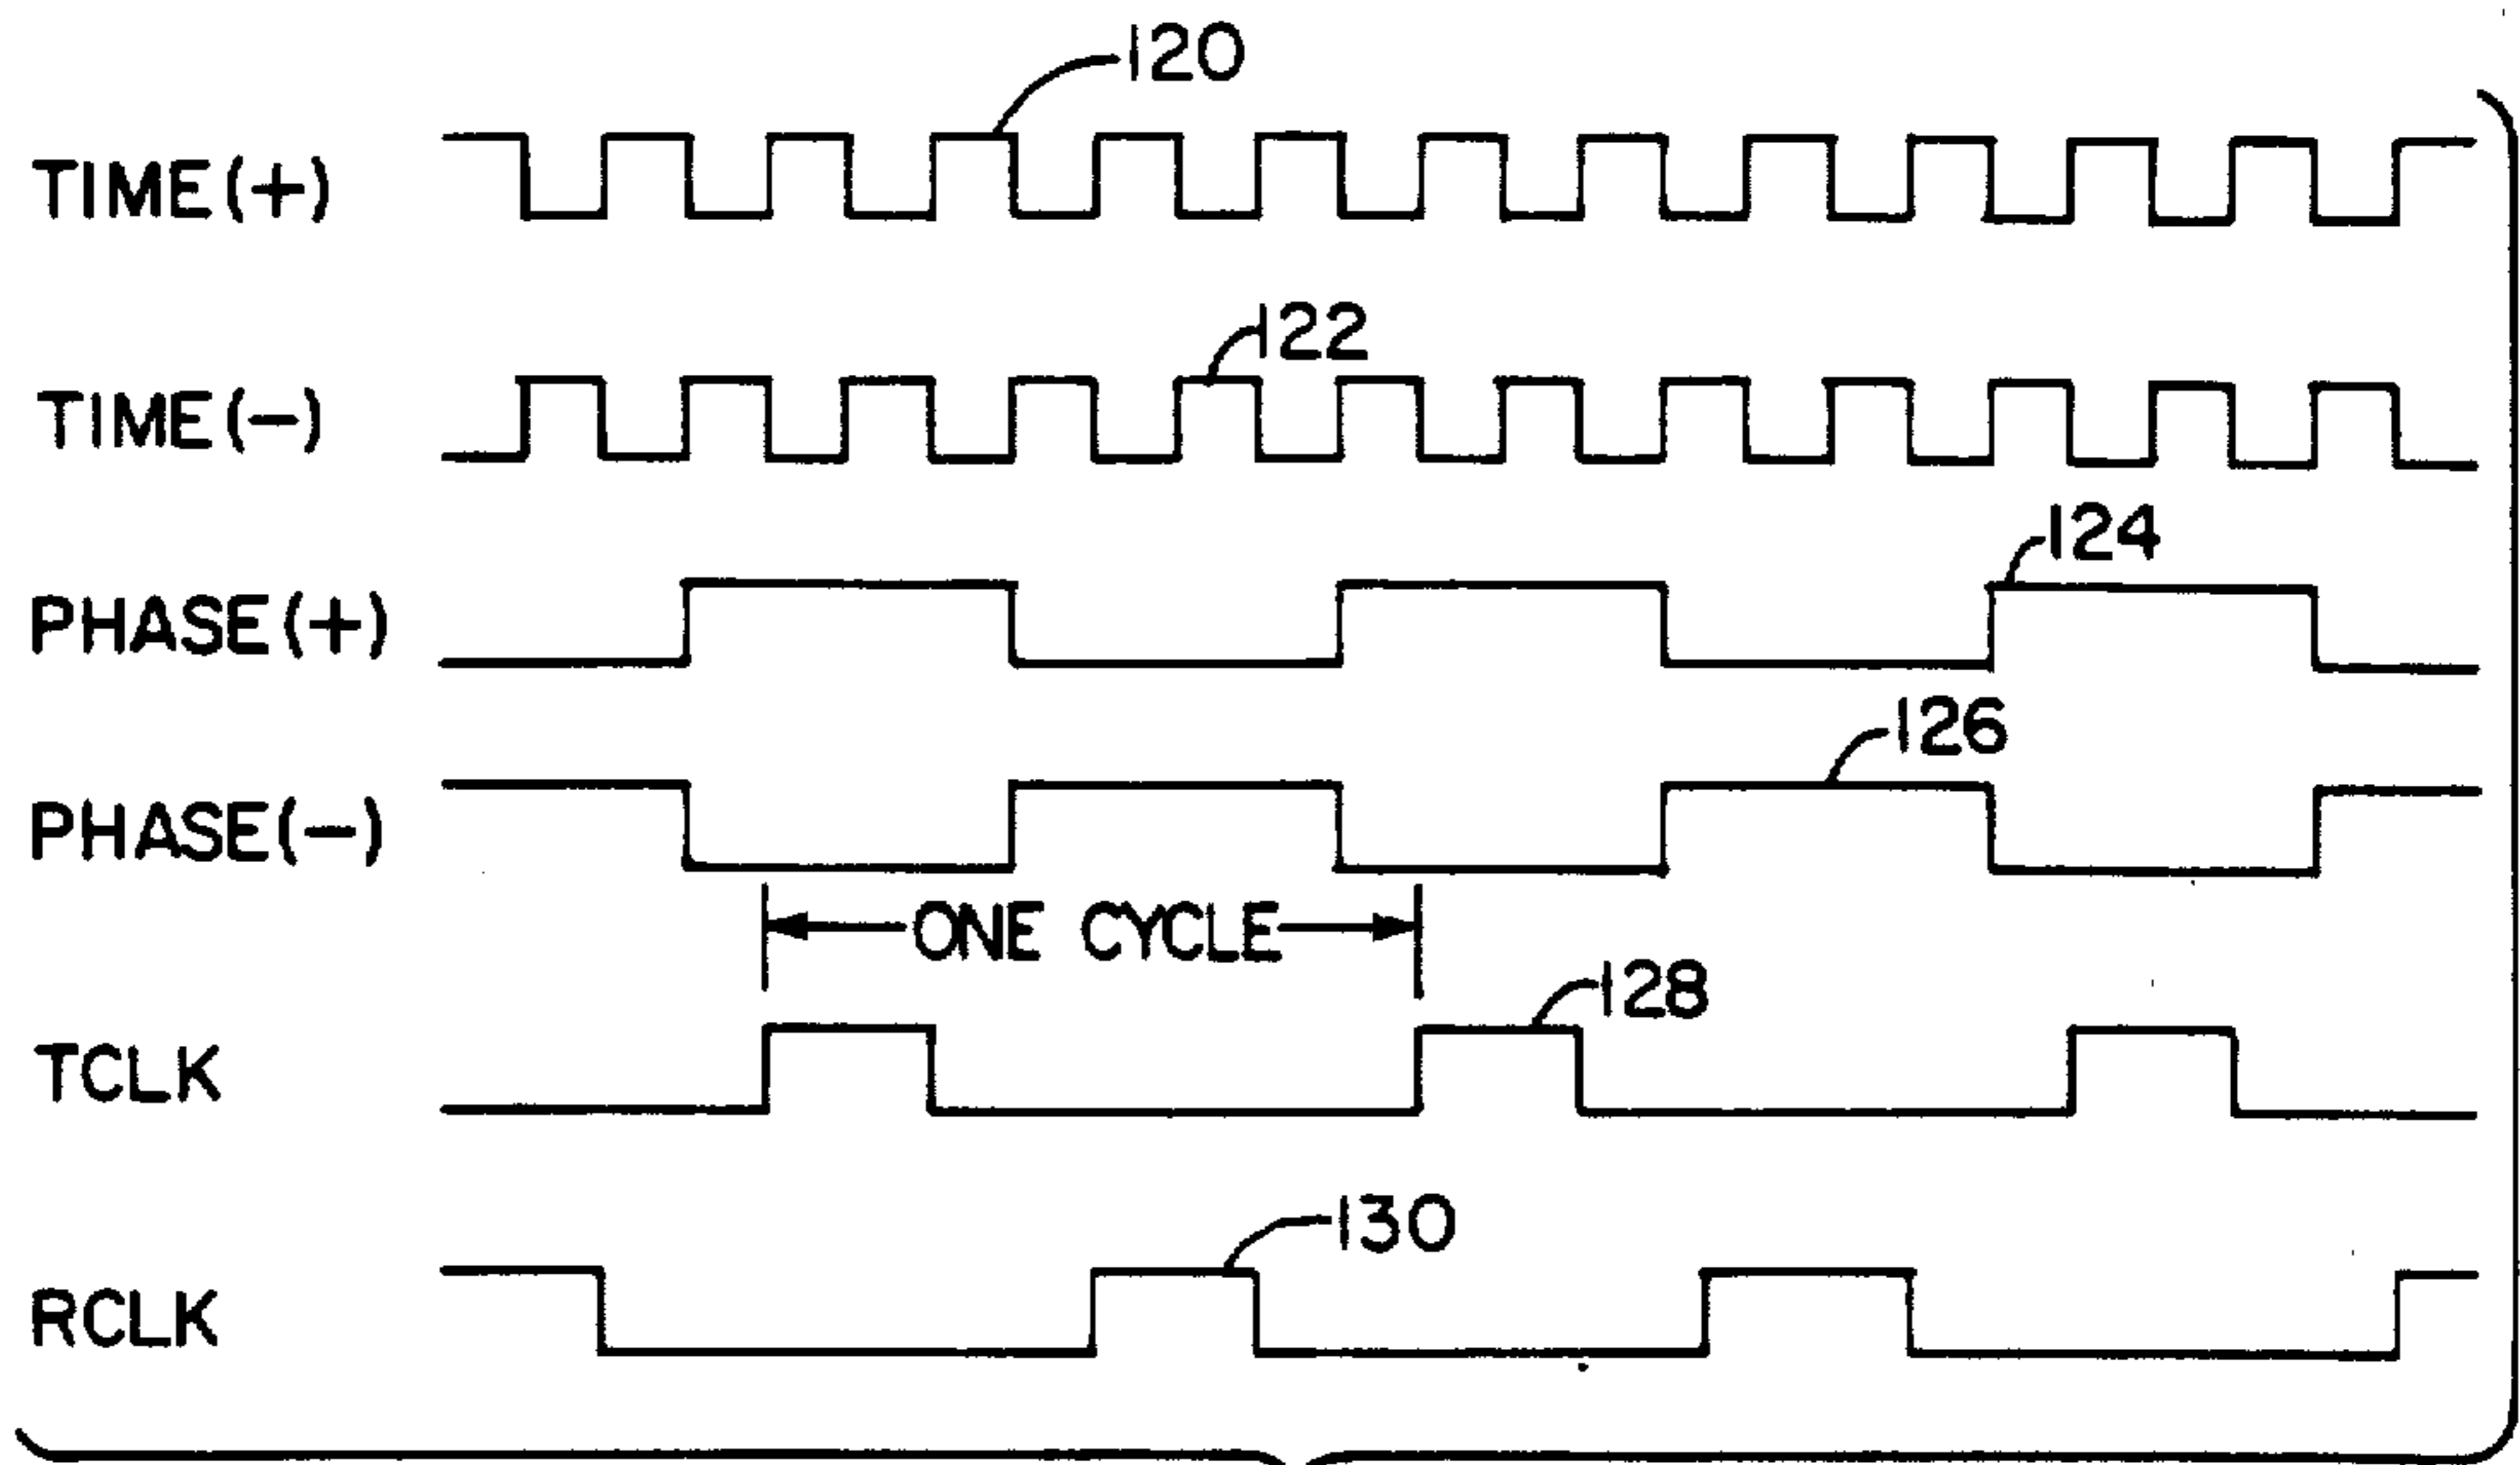 120
TIME(+)
122
TIME(-)
124
PHASE(+)
126
PHASE(-)
ONE CYCLE
128
TCLK
130
RCLK